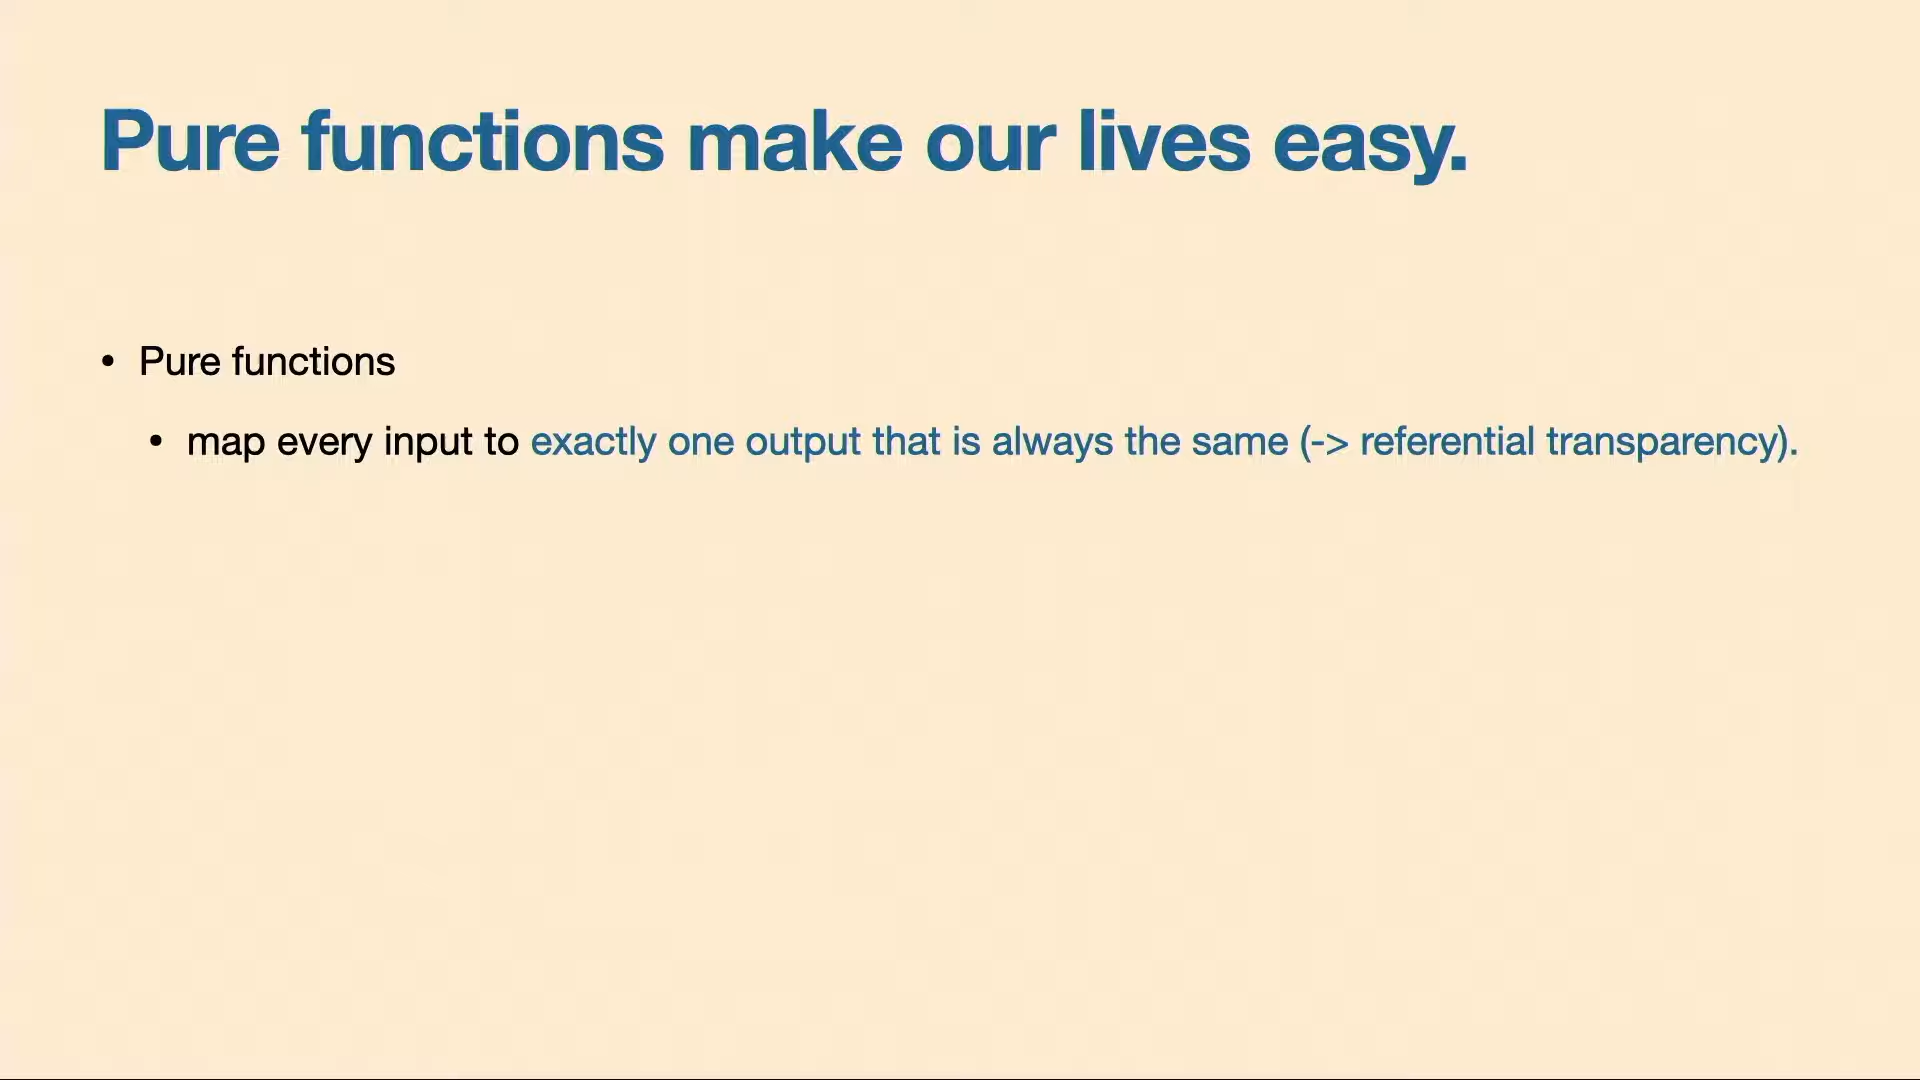 Pure functions make our lives easy.
• Pure functions
• map every input to exactly one output that is always the same (-> referential transparency).